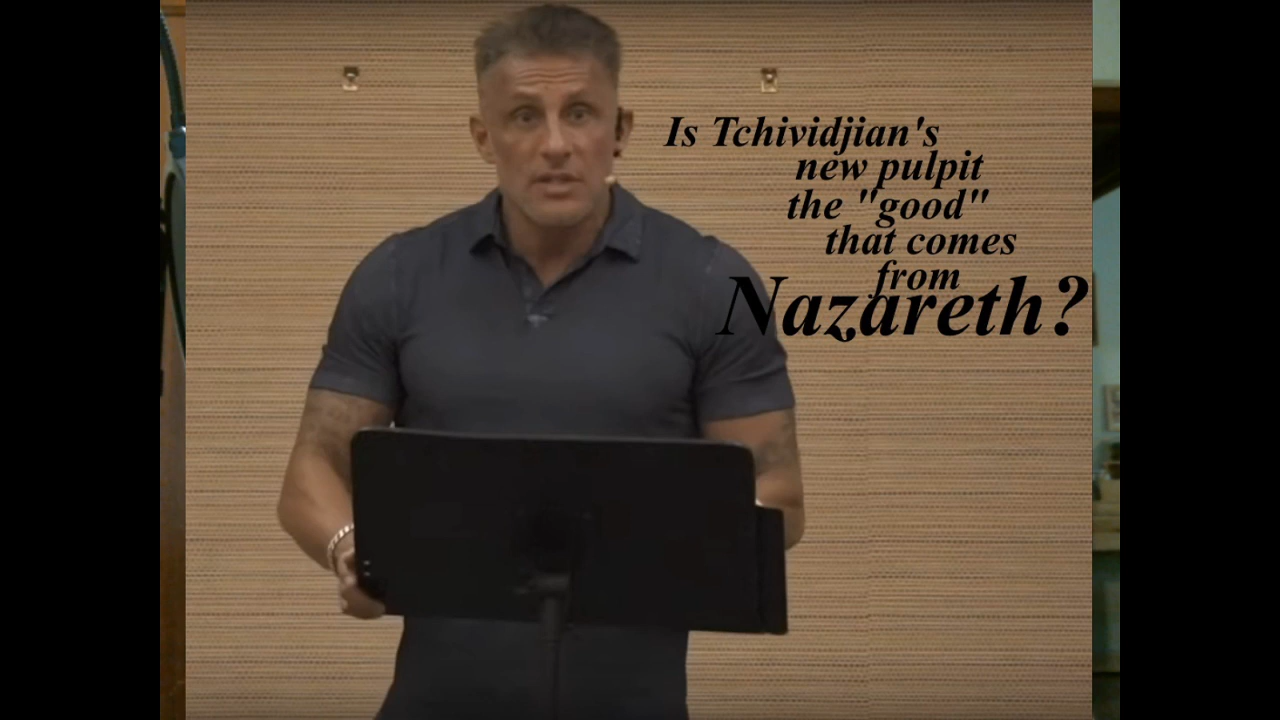 Is Tchividjian's
new pulpit
the "good"
that comes
from
Nazareth?